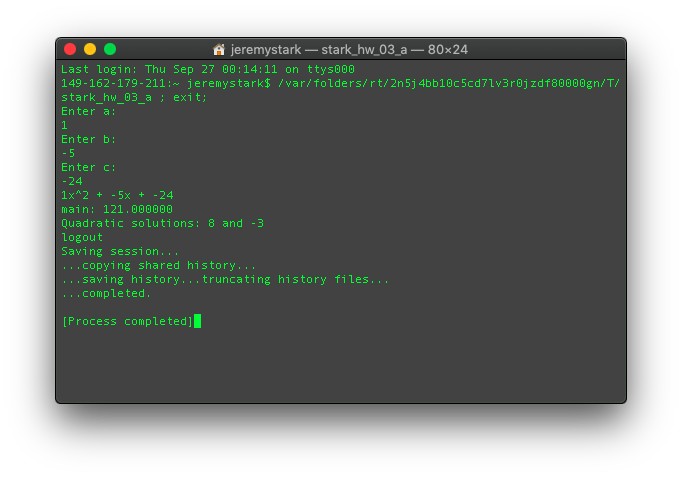 jeremystark — stark_hw_03_a — 80×24
Last login: Thu Sep 27 00:14:11 on ttys000
149-162-179-211:~ jeremystark$ /var/folders/rt/2n5j4bb10c5cd7lv3r0jzdf80000gn/T/
stark_hw_03_a ; exit;
Enter a:
1
Enter b:
-5
Enter c:
-24
1x^2 + -5x + -24
main: 121.000000
Quadratic solutions: 8 and -3
logout
Saving session...
...copying shared history...
...saving history...truncating history files...
...completed.
[Process completed]